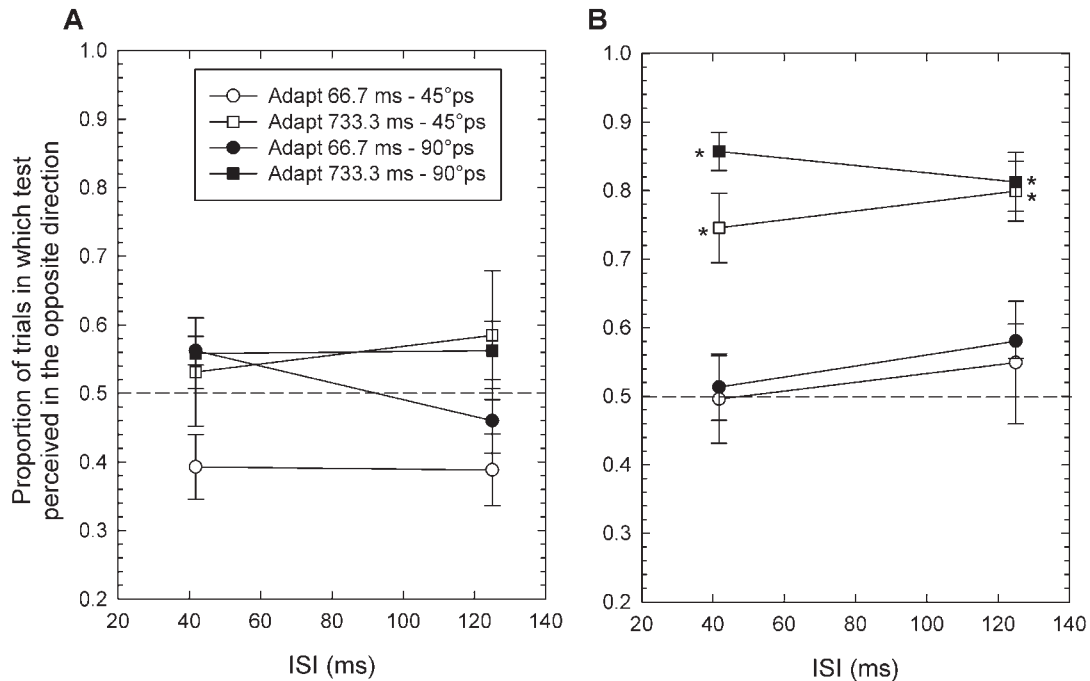 A
Proportion of trials in which test
perceived in the opposite direction
1.0
0.9
0.8
0.7
0.6
0.5
0.4
0.3
0.2
Adapt 66.7 ms - 45°ps
Adapt 733.3 ms - 45°ps
Adapt 66.7 ms - 90°ps
Adapt 733.3 ms - 90°ps
20 40 60 80 100 120 140
ISI (ms)
B
1.0
0.9
0.8
0.7
0.6
0.5
0.4
0.3
0.2
*
*
*
*
20 40 60 80 100 120 140
ISI (ms)